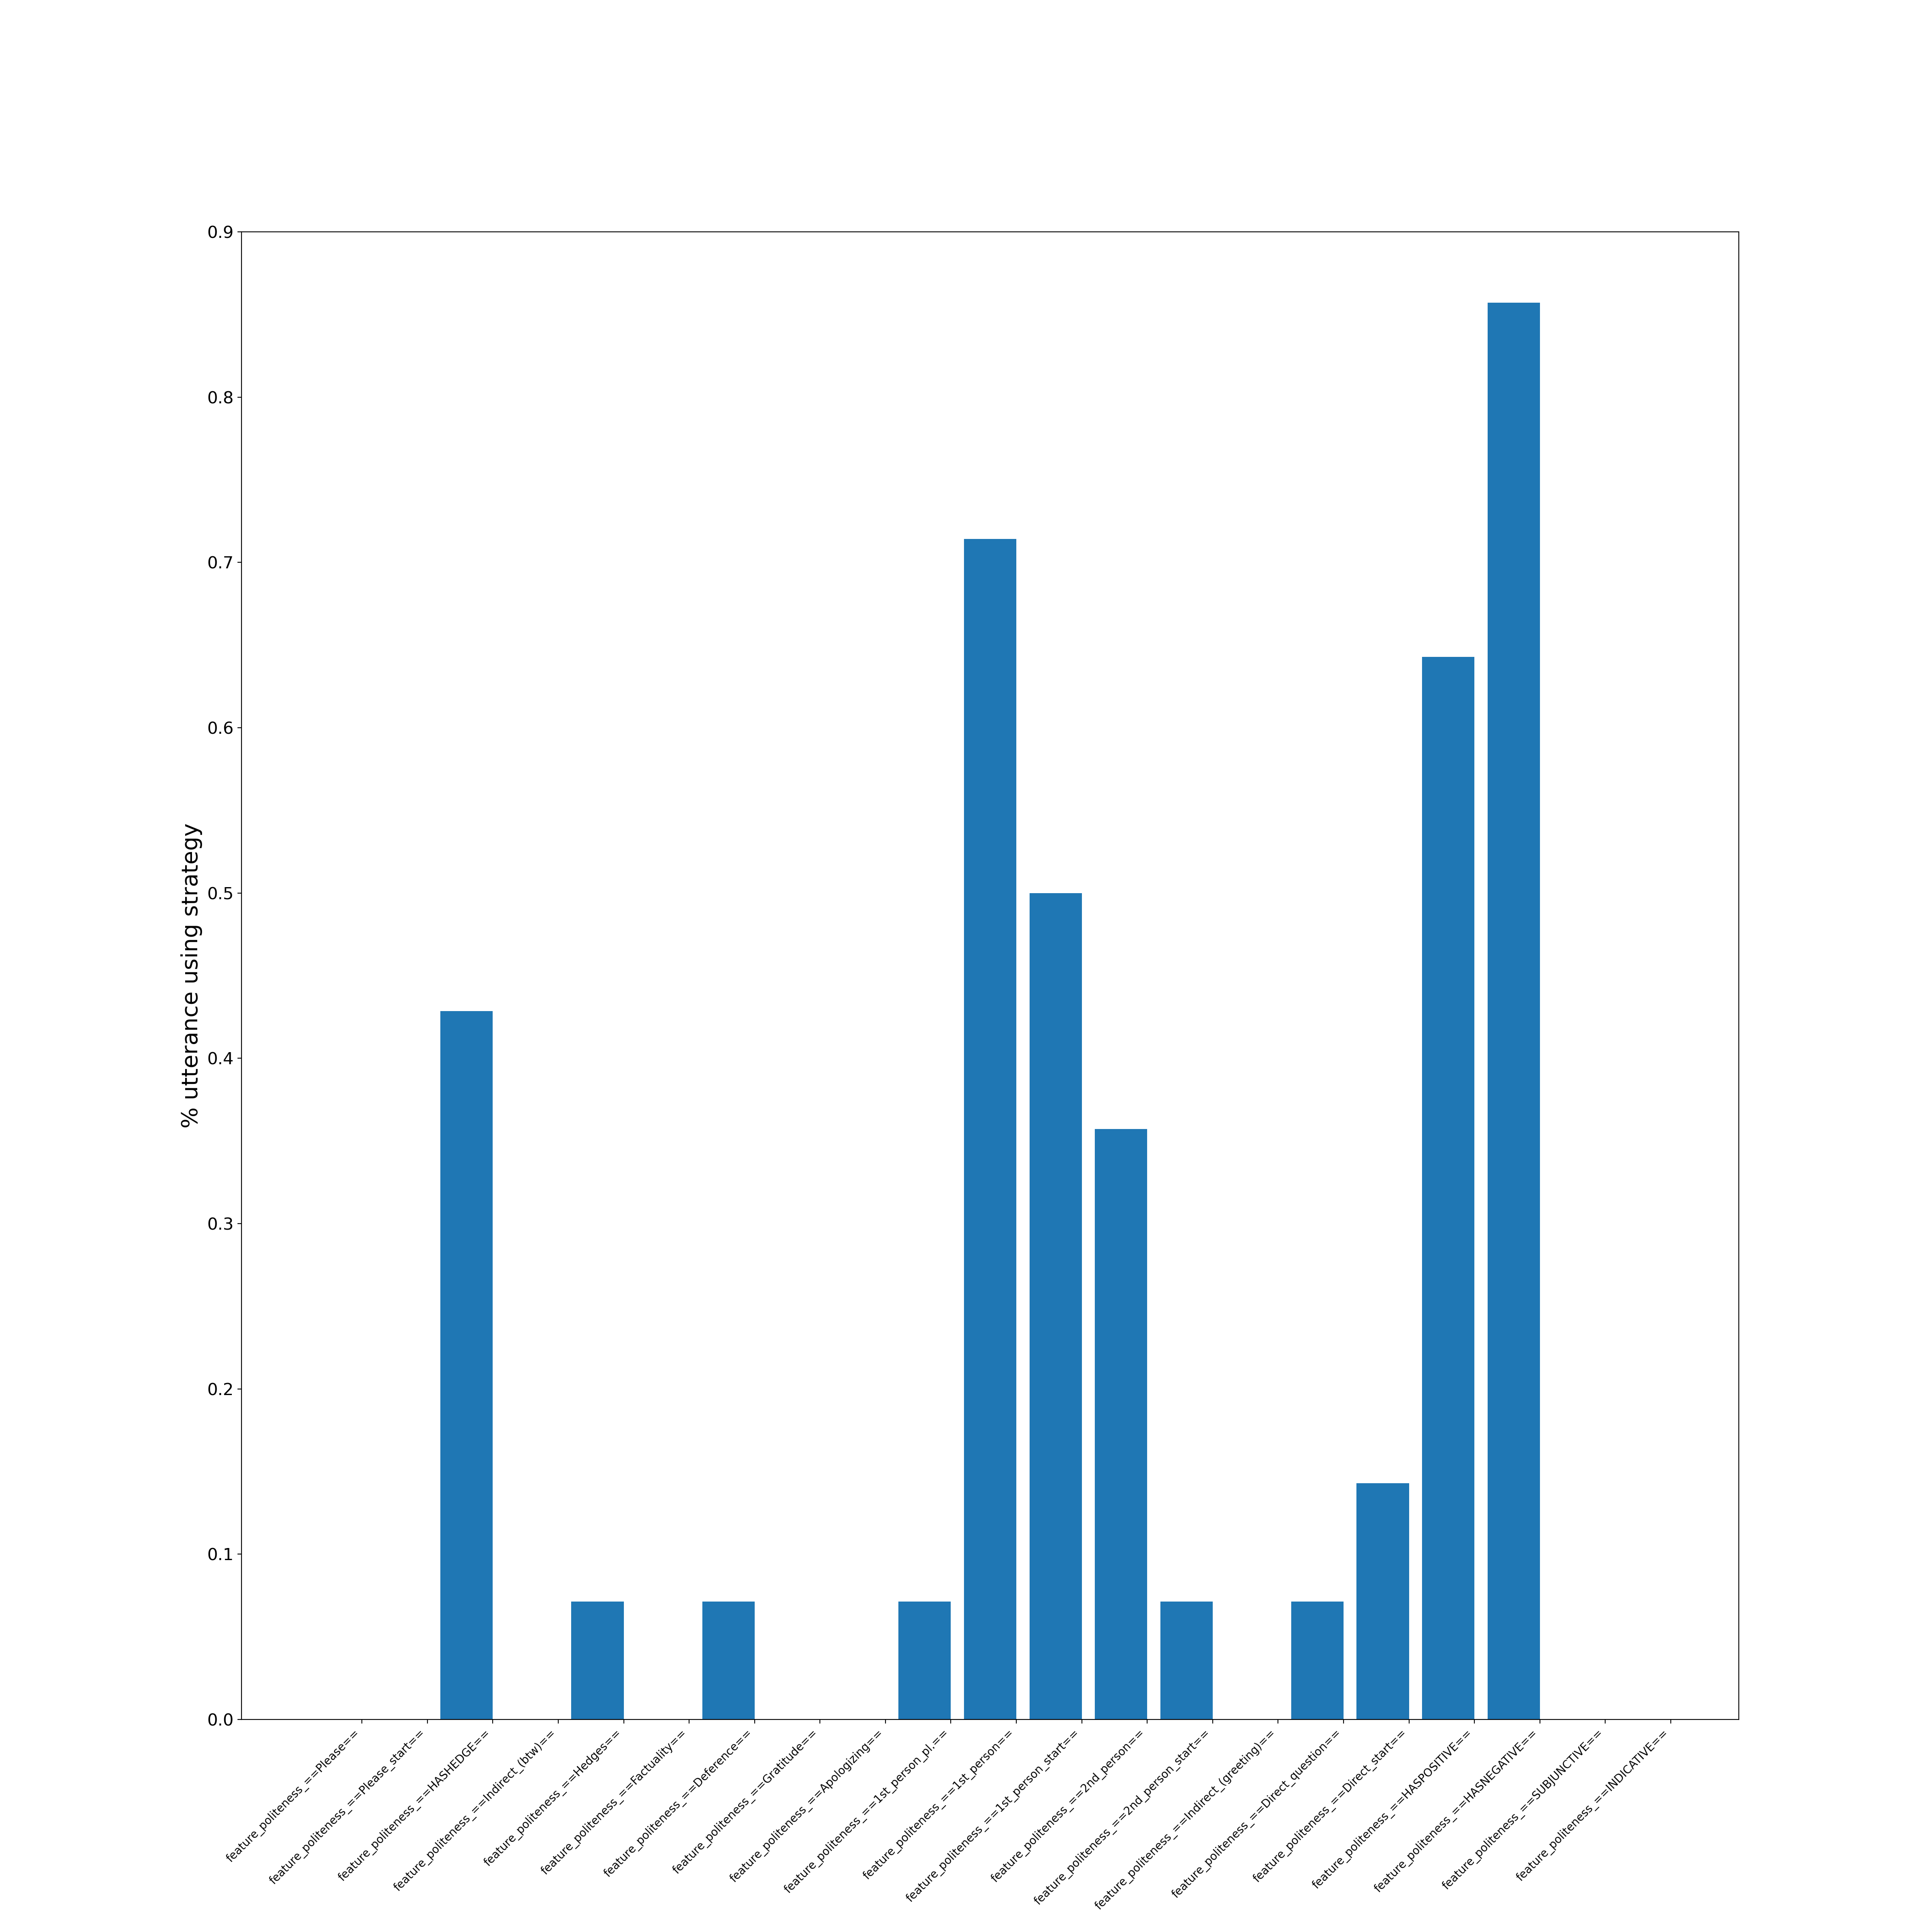 0.9
0.8
0.7
0.6
0.5
0.4
0.3
0.2
0.1
0.0
% utterance using strategy
feature_politeness_==Please==
feature_politeness_==Please_start==
feature_politeness_==HASHEDGE==
feature_politeness_==Indirect_(btw)==
feature_politeness_==Hedges==
feature_politeness_==Factuality==
feature_politeness_==Deference==
feature_politeness_==Gratitude==
feature_politeness_==Apologizing==
feature_politeness_==1st_person_pl.==
feature_politeness_==1st_person==
feature_politeness_==1st_person_start==
feature_politeness_==2nd_person==
feature_politeness_==2nd_person_start==
feature_politeness_==Indirect_(greeting)==
feature_politeness_==Direct_question==
feature_politeness_==Direct_start==
feature_politeness_==HASPOSITIVE==
feature_politeness_==HASNEGATIVE==
feature_politeness_==SUBJUNCTIVE==
feature_politeness_==INDICATIVE==